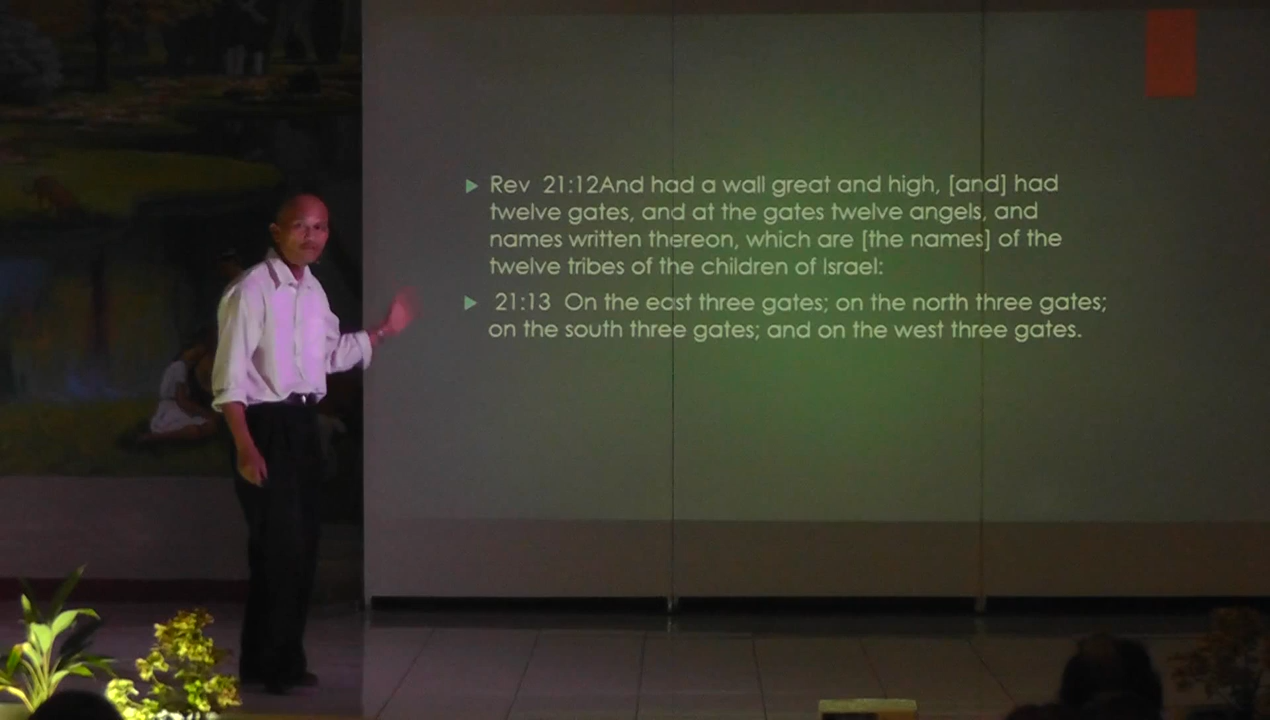 Rev 21:12And had a wall great and high, [and] had
twelve gates, and at the gates twelve angels, and
names written thereon, which are [the names] of the
twelve tribes of the children of Israel:
21:13 On the east three gates; on the north three gates;
on the south three gates; and on the west three gates.